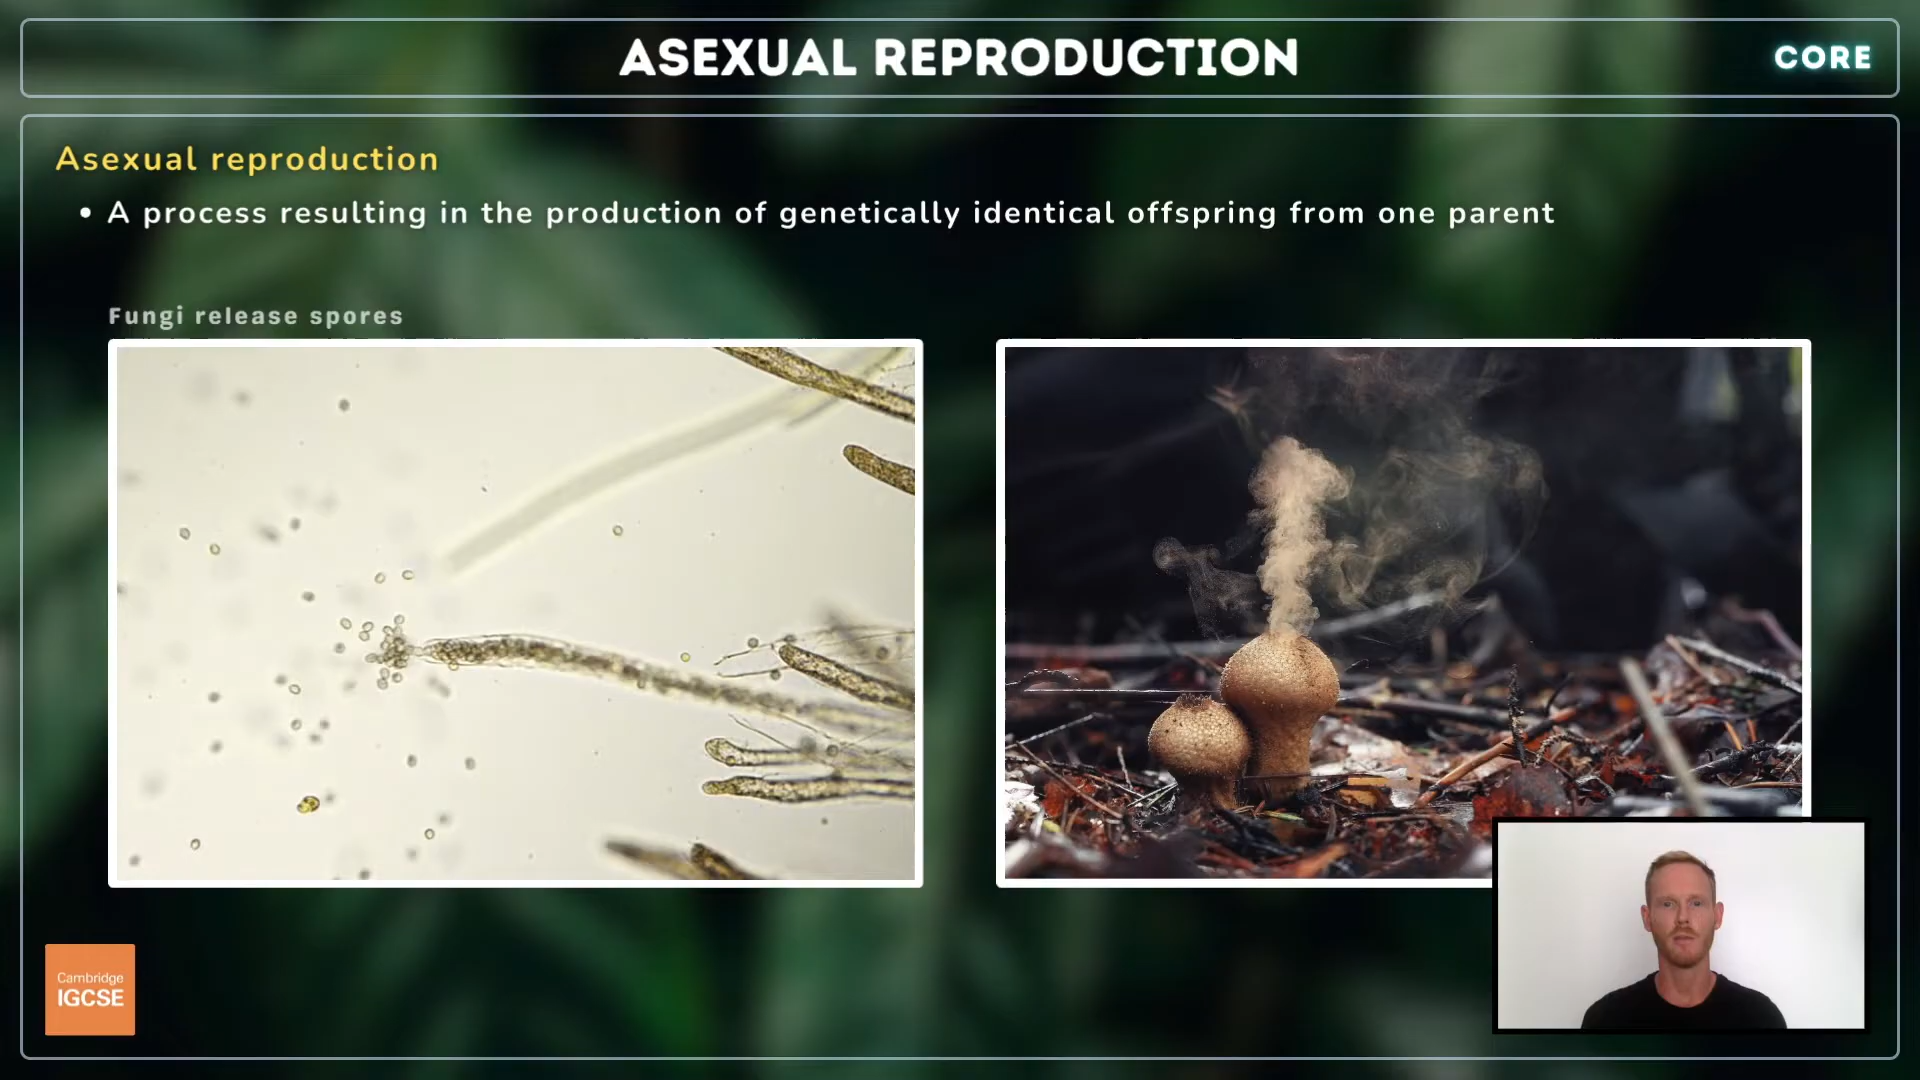 ASEXUAL REPRODUCTION
CORE
Asexual reproduction
• A process resulting in the production of genetically identical offspring from one parent
Fungi release spores
Cambridge
IGCSE